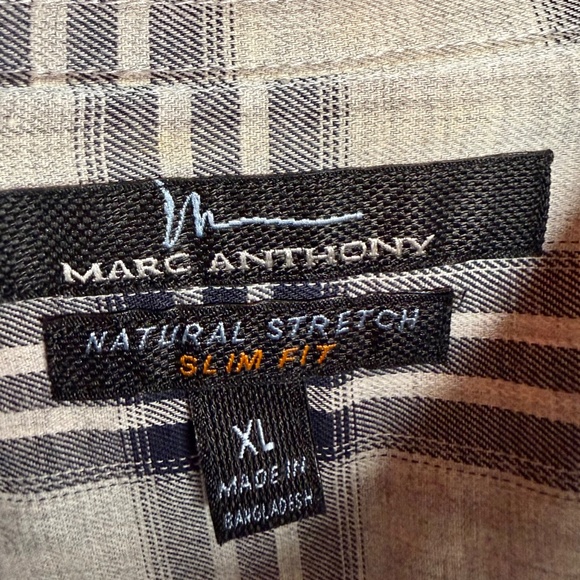 MARC ANTHONY
NATURAL STRETCH
SLIM FIT
XL
MADE IN
BANGLADESH